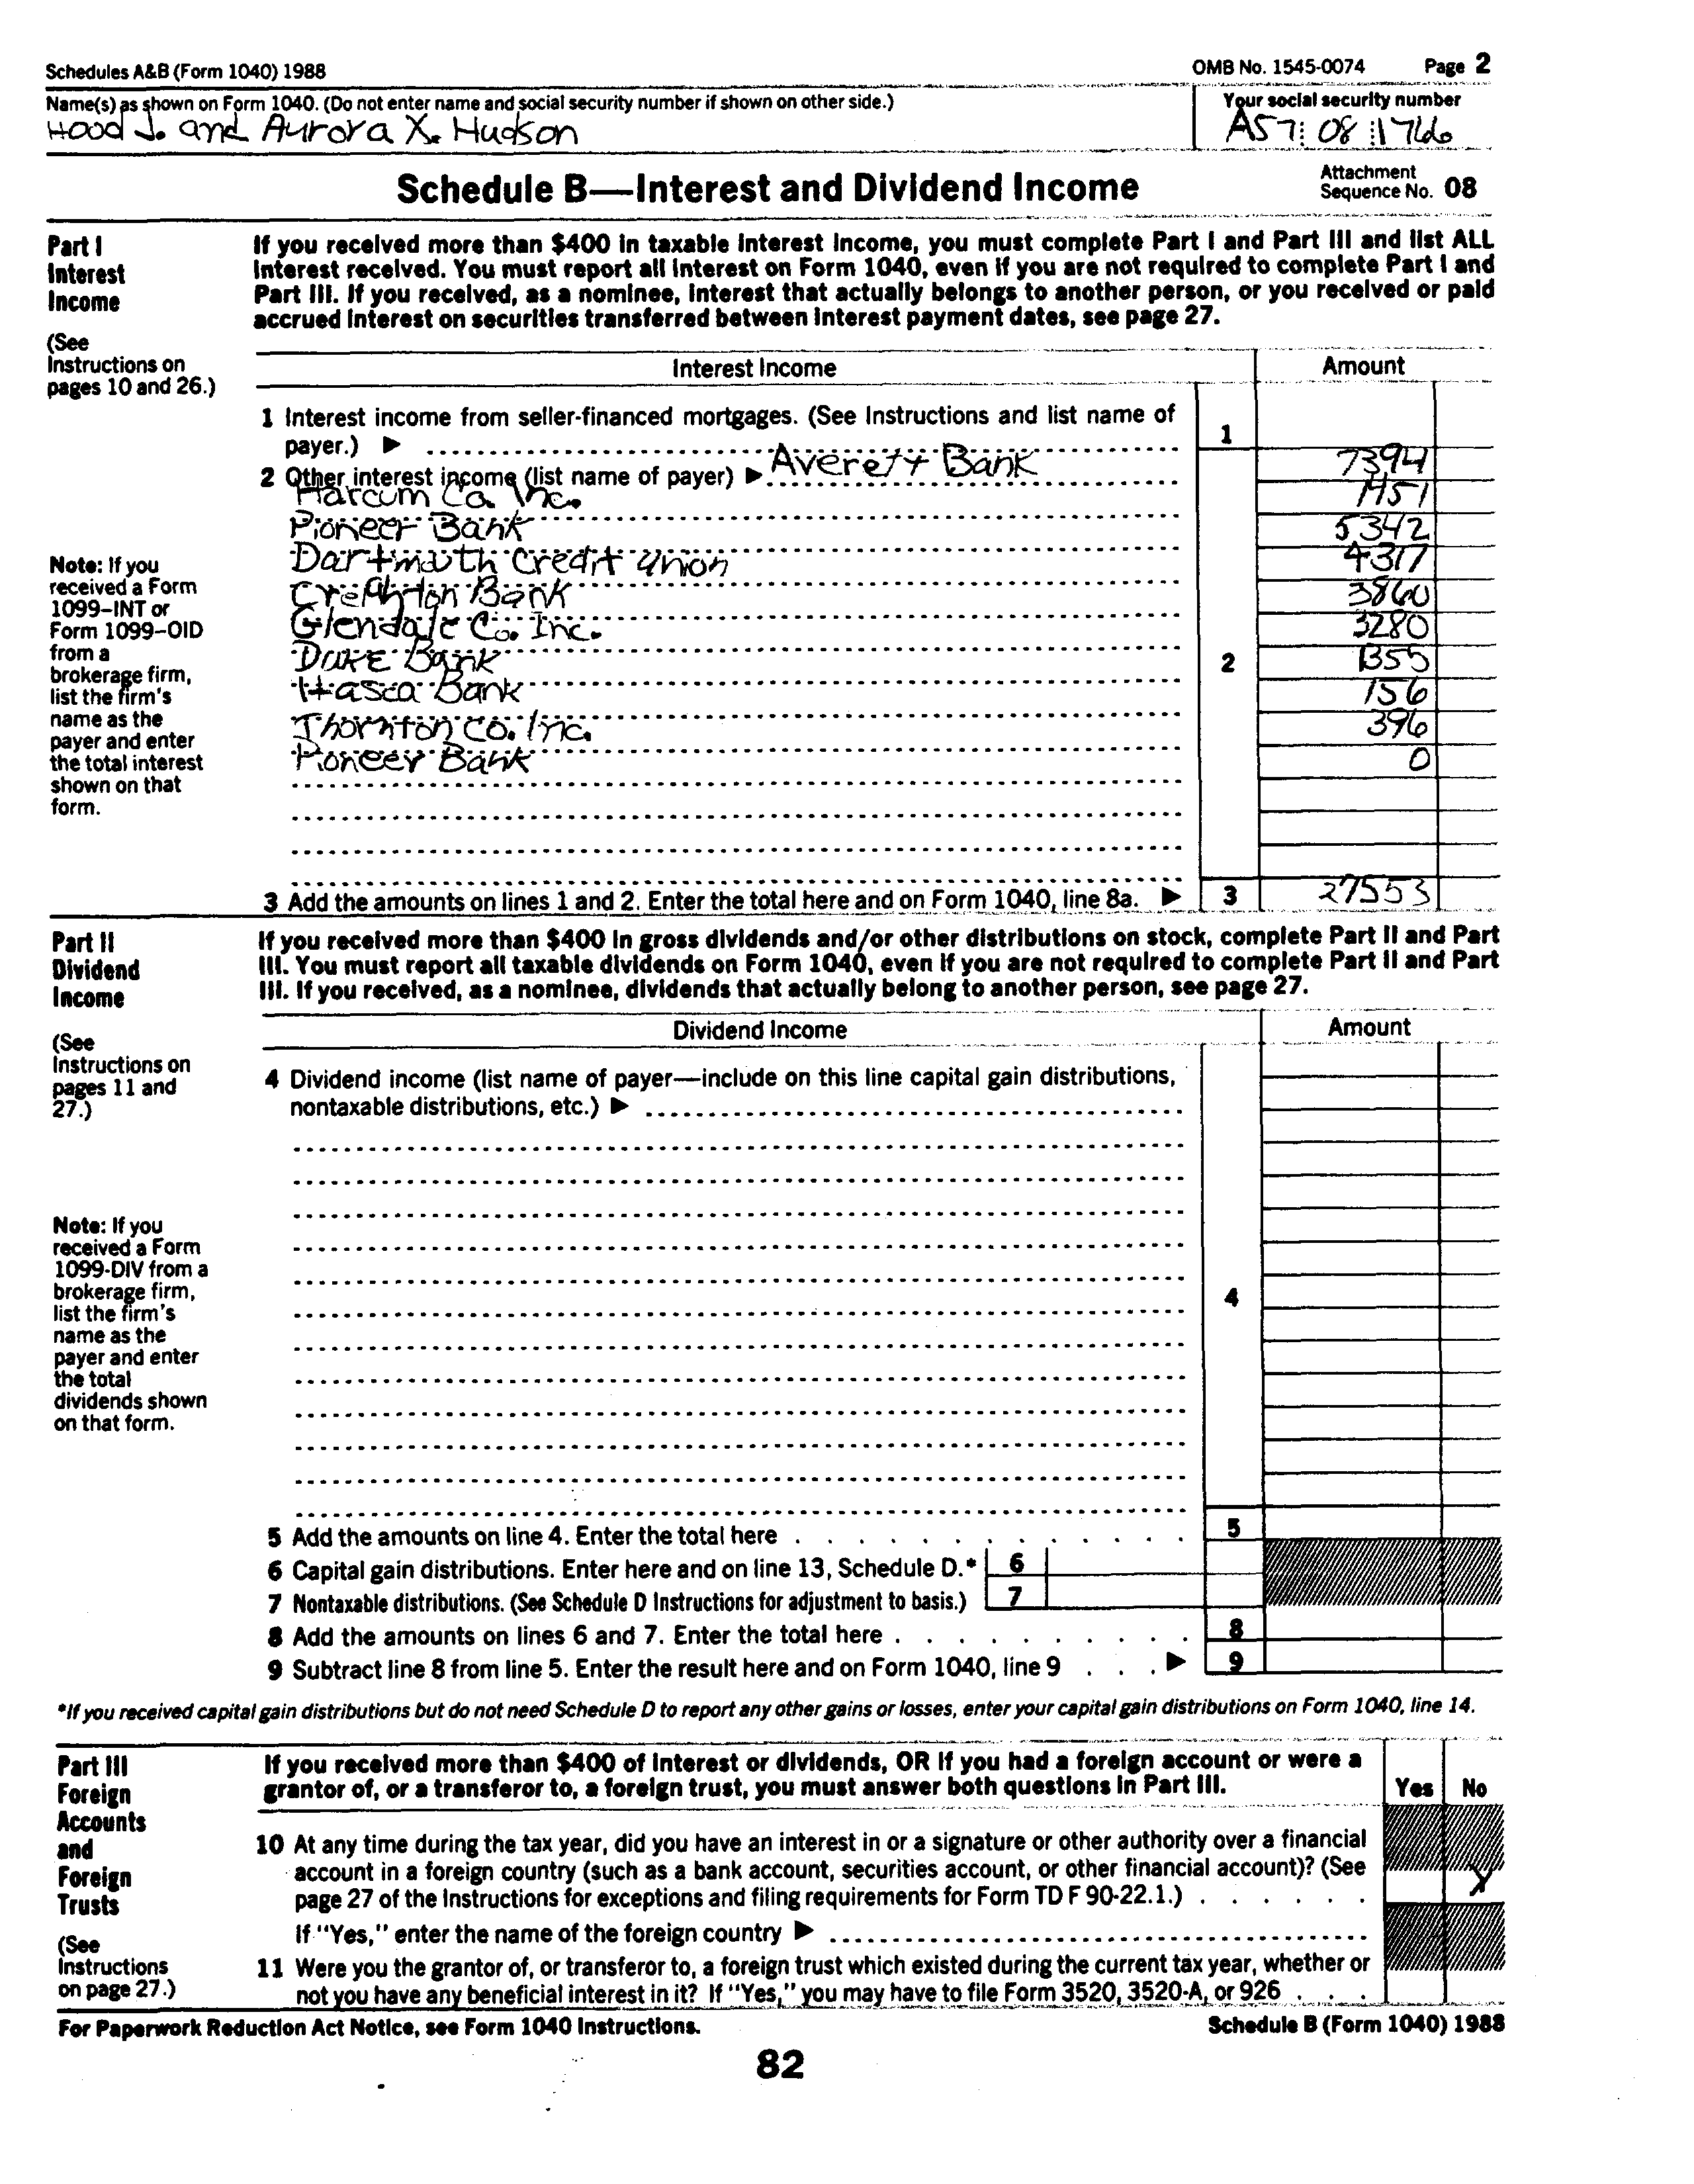 Schedules A&B (Form 1040) 1988 OMB No. 1545-0074 Page 2
Name(s) as shown on Form 1040. (Do not enter name and social security number if shown on other side.) Your social security number
Hood J. and Aurora X. Hudson A57 08 1766
Schedule B—Interest and Dividend Income Attachment Sequence No. 08
Part I Interest Income
(See Instructions on pages 10 and 26.)
If you received more than $400 in taxable interest income, you must complete Part I and Part III and list ALL
interest received. You must report all interest on Form 1040, even if you are not required to complete Part I and
Part III. If you received, as a nominee, interest that actually belongs to another person, or you received or paid
accrued interest on securities transferred between interest payment dates, see page 27.
Interest Income Amount
1 Interest income from seller-financed mortgages. (See Instructions and list name of
payer.) ▶ 1
2 Other interest income (list name of payer) ▶ Averett Bank 7394
Harcum Co. Inc. 1451
Pioneer Bank 5342
Dartmouth Credit Union 4317
Creighton Bank 3860
Glendale Co. Inc. 3280
Duke Bank 2 1355
Itasca Bank 156
Thornton Co. Inc. 396
Pioneer Bank 0
Note: If you
received a Form
1099–INT or
Form 1099–OID
from a
brokerage firm,
list the firm's
name as the
payer and enter
the total interest
shown on that
form.
3 Add the amounts on lines 1 and 2. Enter the total here and on Form 1040, line 8a. ▶ 3 27553
Part II Dividend Income
(See Instructions on pages 11 and 27.)
If you received more than $400 in gross dividends and/or other distributions on stock, complete Part II and Part
III. You must report all taxable dividends on Form 1040, even if you are not required to complete Part II and Part
III. If you received, as a nominee, dividends that actually belong to another person, see page 27.
Dividend Income Amount
4 Dividend income (list name of payer—include on this line capital gain distributions,
nontaxable distributions, etc.) ▶
4
Note: If you
received a Form
1099-DIV from a
brokerage firm,
list the firm's
name as the
payer and enter
the total
dividends shown
on that form.
5 Add the amounts on line 4. Enter the total here 5
6 Capital gain distributions. Enter here and on line 13, Schedule D.* 6
7 Nontaxable distributions. (See Schedule D Instructions for adjustment to basis.) 7
8 Add the amounts on lines 6 and 7. Enter the total here 8
9 Subtract line 8 from line 5. Enter the result here and on Form 1040, line 9 ▶ 9
*If you received capital gain distributions but do not need Schedule D to report any other gains or losses, enter your capital gain distributions on Form 1040, line 14.
Part III Foreign Accounts and Foreign Trusts
(See Instructions on page 27.)
If you received more than $400 of interest or dividends, OR if you had a foreign account or were a
grantor of, or a transferor to, a foreign trust, you must answer both questions in Part III. Yes No
10 At any time during the tax year, did you have an interest in or a signature or other authority over a financial
account in a foreign country (such as a bank account, securities account, or other financial account)? (See
page 27 of the Instructions for exceptions and filing requirements for Form TD F 90-22.1.) X
If "Yes," enter the name of the foreign country ▶
11 Were you the grantor of, or transferor to, a foreign trust which existed during the current tax year, whether or
not you have any beneficial interest in it? If "Yes," you may have to file Form 3520, 3520-A, or 926
For Paperwork Reduction Act Notice, see Form 1040 Instructions. Schedule B (Form 1040) 1988
82